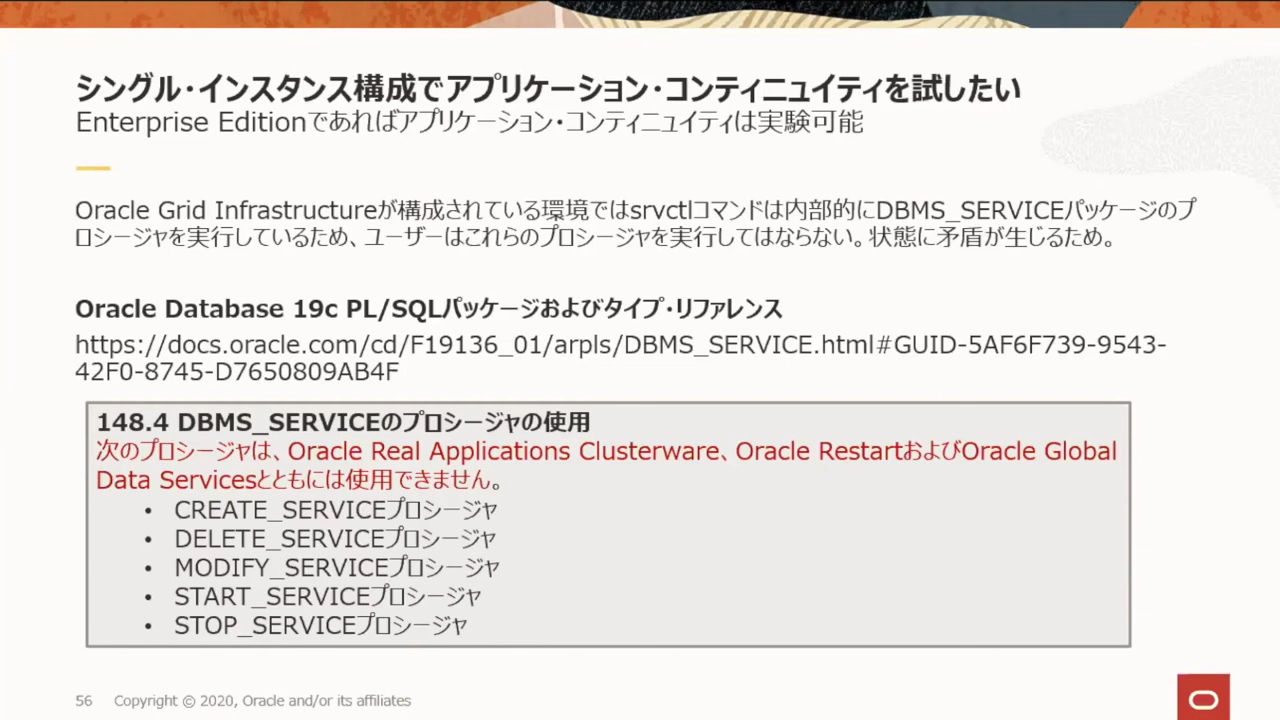 シングル・インスタンス構成でアプリケーション・コンティニュイティを試したい
Enterprise Editionであればアプリケーション・コンティニュイティは実験可能
Oracle Grid Infrastructureが構成されている環境ではsrvctlコマンドは内部的にDBMS_SERVICEパッケージのプ
ロシージャを実行しているため、ユーザーはこれらのプロシージャを実行してはならない。状態に矛盾が生じるため。
Oracle Database 19c PL/SQLパッケージおよびタイプ・リファレンス
https://docs.oracle.com/cd/F19136_01/arpls/DBMS_SERVICE.html#GUID-5AF6F739-9543-
42F0-8745-D7650809AB4F
148.4 DBMS_SERVICEのプロシージャの使用
次のプロシージャは、Oracle Real Applications Clusterware、Oracle RestartおよびOracle Global
Data Servicesとともには使用できません。
• CREATE_SERVICEプロシージャ
• DELETE_SERVICEプロシージャ
• MODIFY_SERVICEプロシージャ
• START_SERVICEプロシージャ
• STOP_SERVICEプロシージャ
56 Copyright © 2020, Oracle and/or its affiliates